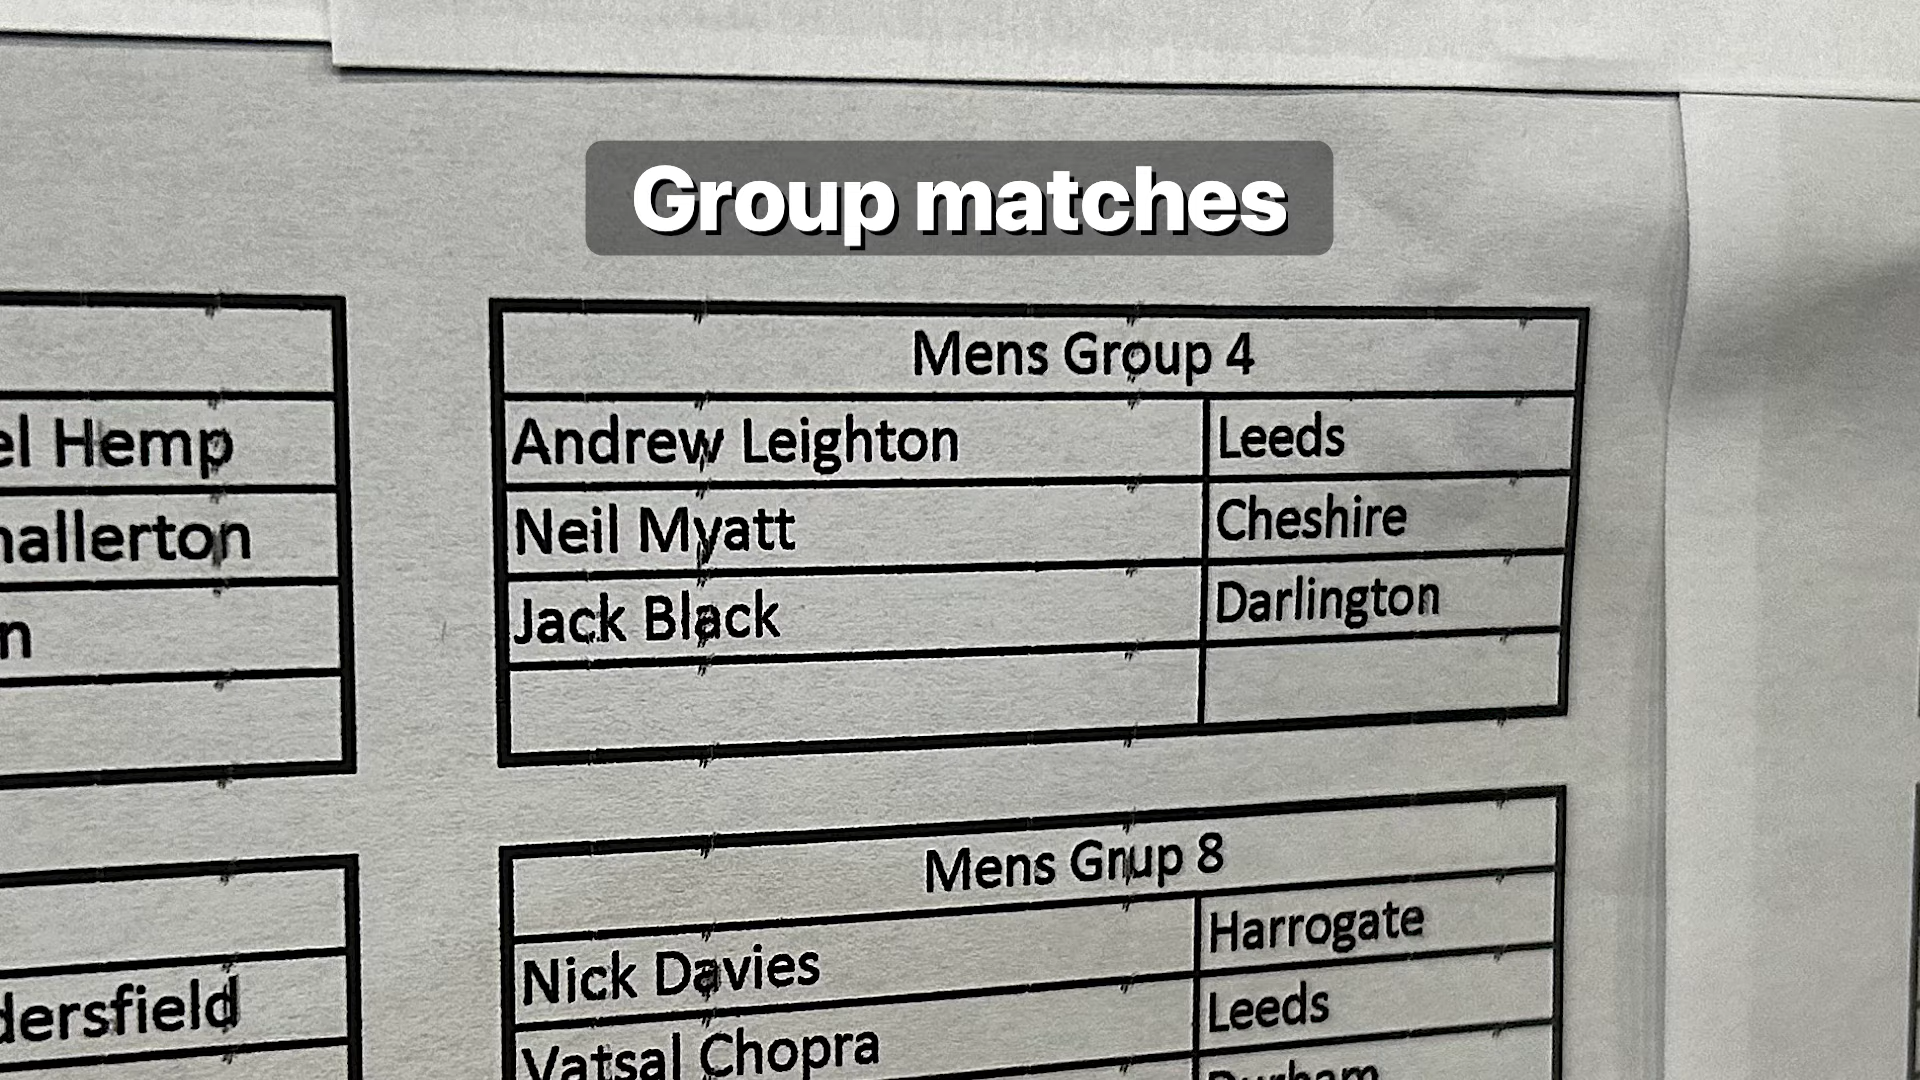 Group matches
el Hemp
hallerton
n
Mens Group 4
Andrew Leighton Leeds
Neil Myatt Cheshire
Jack Black Darlington
dersfield
Mens Grup 8
Nick Davies Harrogate
Vatsal Chopra Leeds
Durham